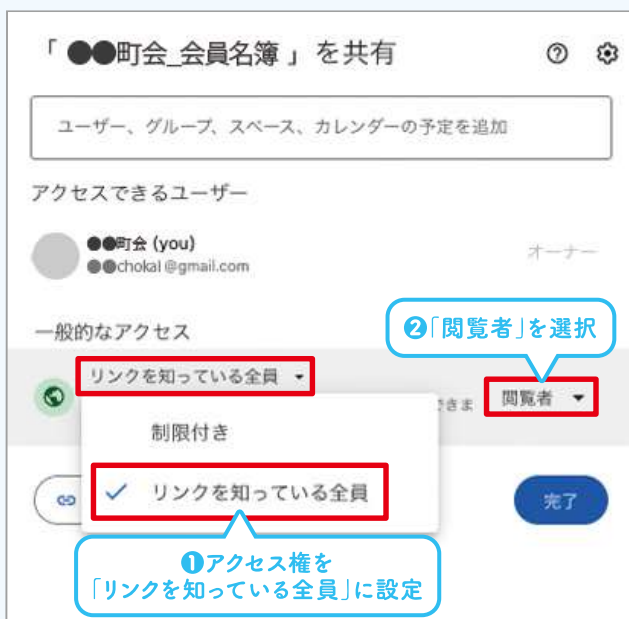 「 ●●町会_会員名簿 」を共有
ユーザー、グループ、スペース、カレンダーの予定を追加
アクセスできるユーザー
●●町会 (you)
●●chokai@gmail.com
オーナー
一般的なアクセス
❷「閲覧者」を選択
リンクを知っている全員
できま
閲覧者
制限付き
リンクを知っている全員
完了
❶アクセス権を
「リンクを知っている全員」に設定